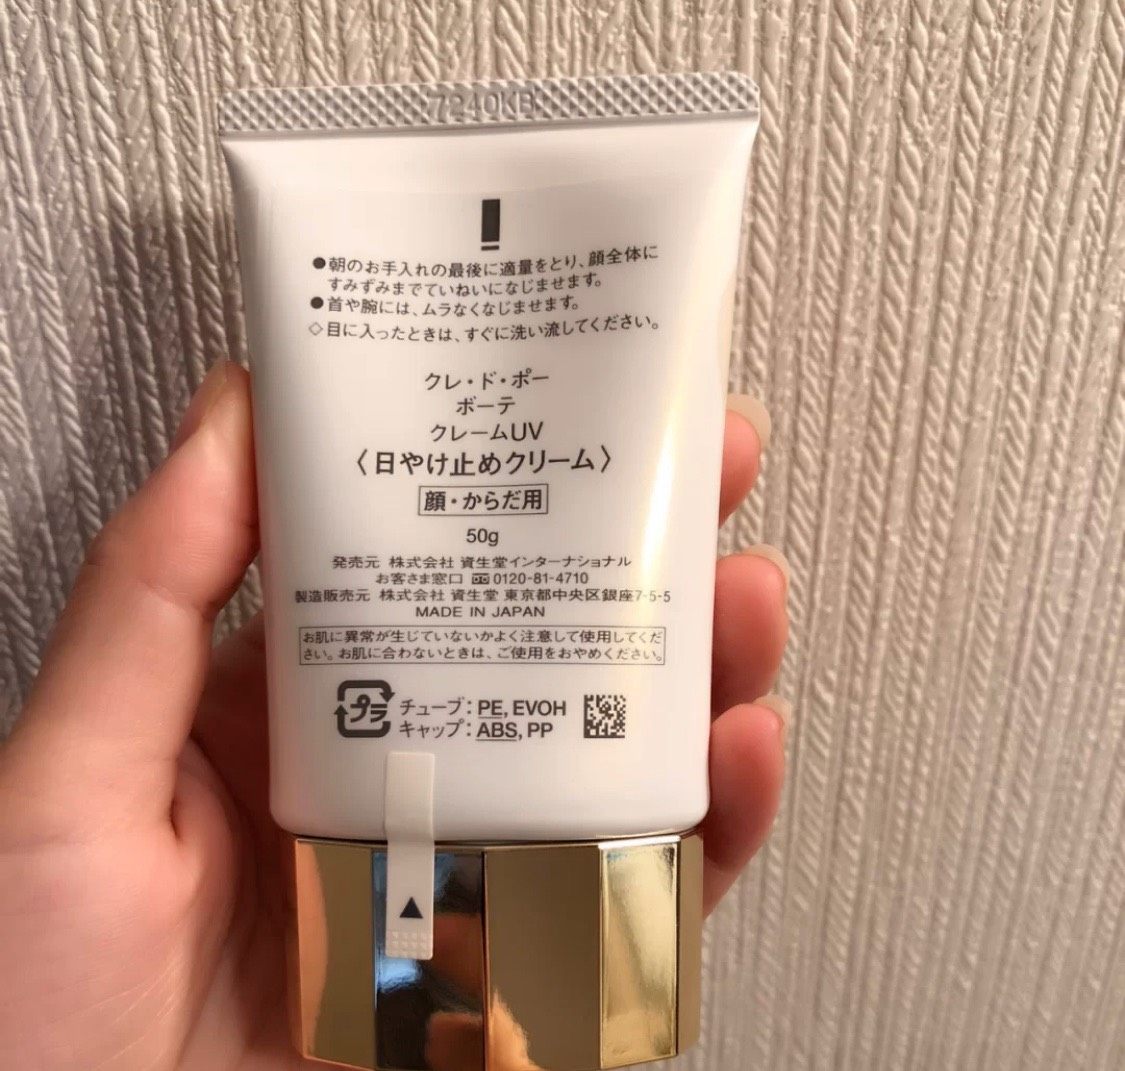 7240KB
●朝のお手入れの最後に適量をとり、顔全体に
すみずみまでていねいになじませます。
●首や腕には、ムラなくなじませます。
◇目に入ったときは、すぐに洗い流してください。
クレ・ド・ポー
ボーテ
クレームUV
〈日やけ止めクリーム〉
顔・からだ用
50g
発売元 株式会社 資生堂インターナショナル
お客さま窓口 0120-81-4710
製造販売元 株式会社 資生堂 東京都中央区銀座7-5-5
MADE IN JAPAN
お肌に異常が生じていないかよく注意して使用してくだ
さい。お肌に合わないときは、ご使用をおやめください。
プラ
チューブ:PE, EVOH
キャップ:ABS, PP